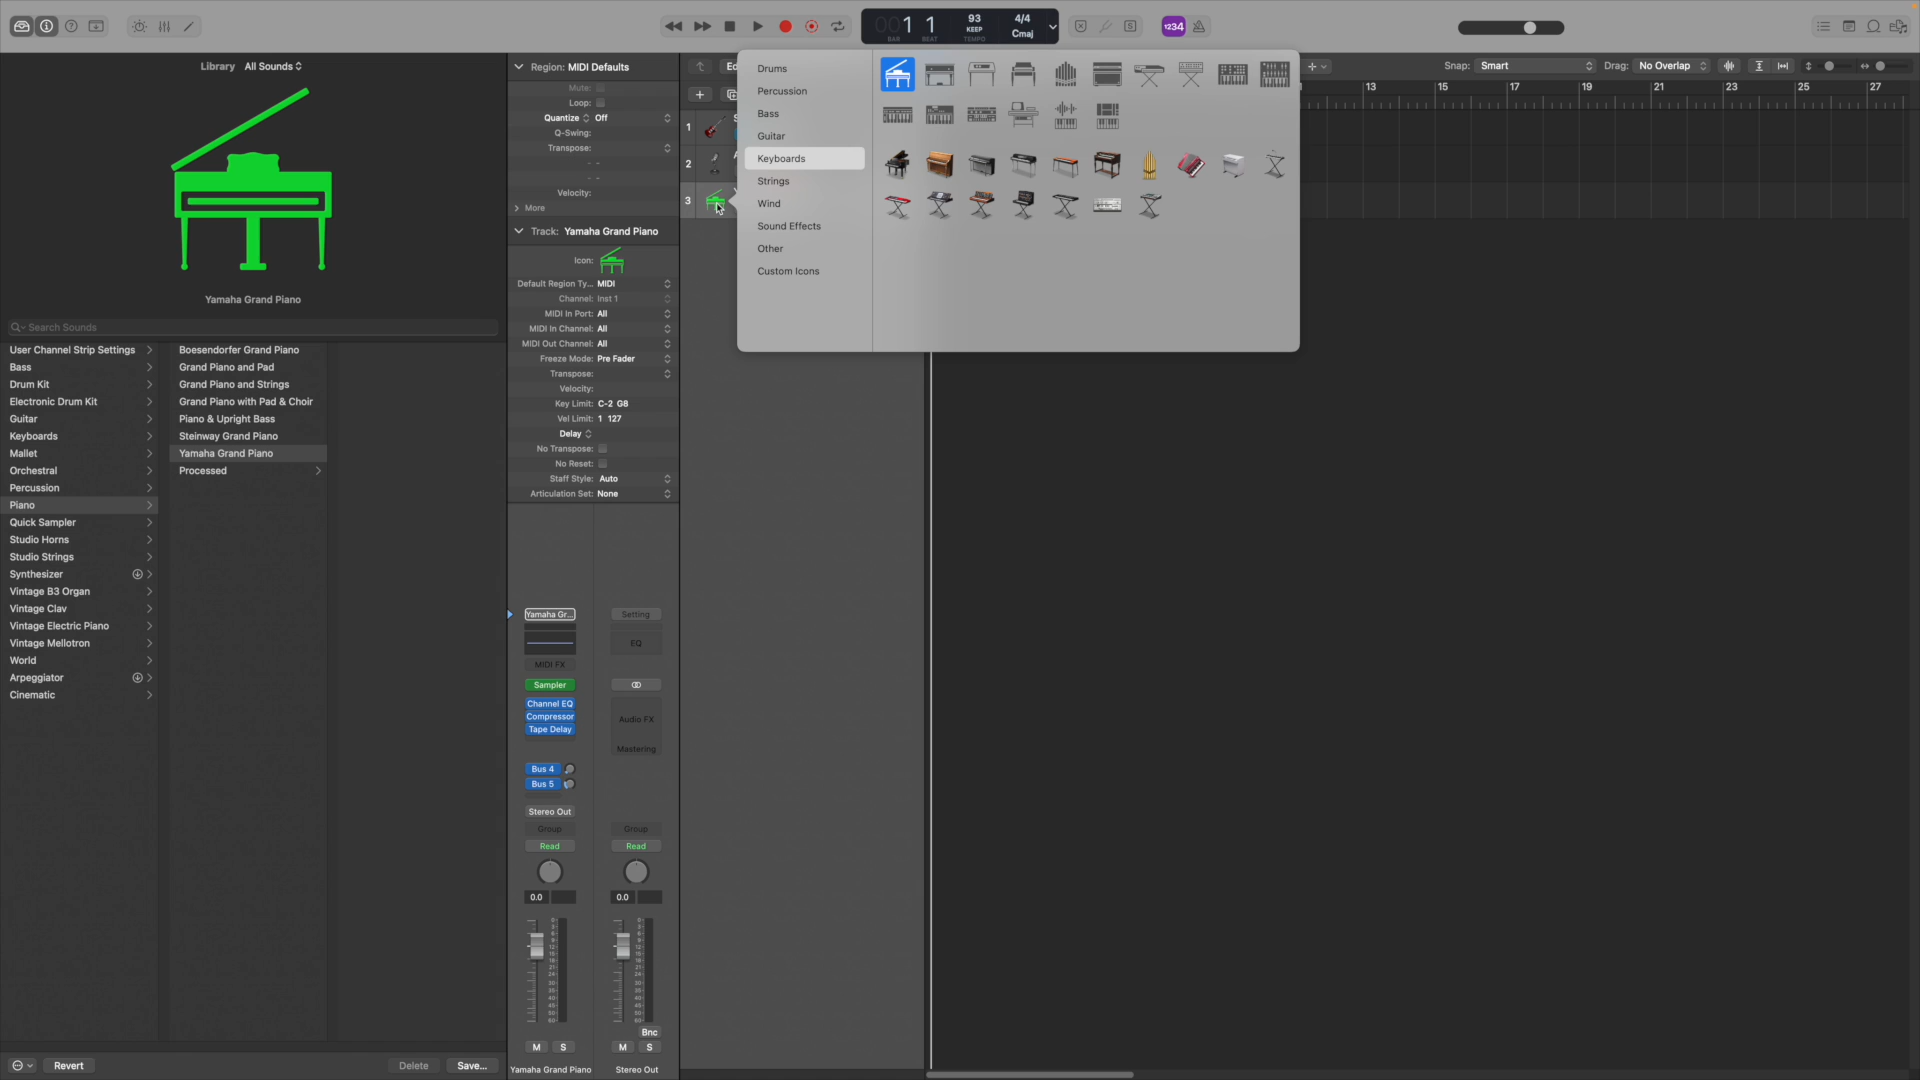 Library All Sounds
Yamaha Grand Piano
Search Sounds
User Channel Strip Settings
Bass
Drum Kit
Electronic Drum Kit
Guitar
Keyboards
Mallet
Orchestral
Percussion
Piano
Quick Sampler
Studio Horns
Studio Strings
Synthesizer
Vintage B3 Organ
Vintage Clav
Vintage Electric Piano
Vintage Mellotron
World
Arpeggiator
Cinematic
Boesendorfer Grand Piano
Grand Piano and Pad
Grand Piano and Strings
Grand Piano with Pad & Choir
Piano & Upright Bass
Steinway Grand Piano
Yamaha Grand Piano
Processed
Revert
Delete
Save...
Region: MIDI Defaults
Mute:
Loop:
Quantize Off
Q-Swing:
Transpose:
Velocity:
More
Track: Yamaha Grand Piano
Icon:
Default Region Ty... MIDI
Channel: Inst 1
MIDI In Port: All
MIDI In Channel: All
MIDI Out Channel: All
Freeze Mode: Pre Fader
Transpose:
Velocity:
Key Limit: C-2 G8
Vel Limit: 1 127
Delay
No Transpose:
No Reset:
Staff Style: Auto
Articulation Set: None
Yamaha Gr...
MIDI FX
Sampler
Channel EQ
Compressor
Tape Delay
Bus 4
Bus 5
Stereo Out
Group
Read
0.0
M S
Yamaha Grand Piano
Setting
EQ
Audio FX
Mastering
Group
Read
0.0
Bnc
M S
Stereo Out
001 1 93 4/4
KEEP Cmaj
BAR BEAT TEMPO
S
1234
Ed
1
2
3
Drums
Percussion
Bass
Guitar
Keyboards
Strings
Wind
Sound Effects
Other
Custom Icons
Snap: Smart
Drag: No Overlap
13 15 17 19 21 23 25 27